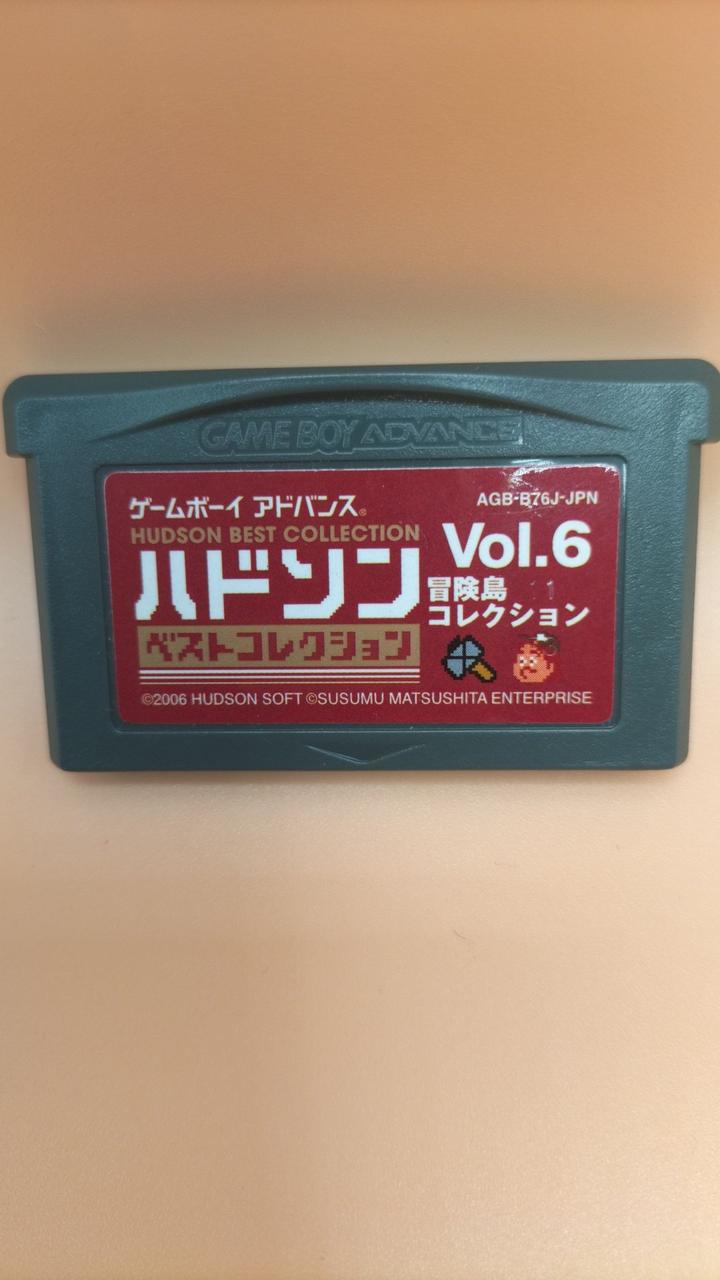 GAME BOY ADVANCE
ゲームボーイ アドバンス®
AGB-B76J-JPN
HUDSON BEST COLLECTION
Vol.6
ハドソン
冒険島
コレクション
ベストコレクション
©2006 HUDSON SOFT ©SUSUMU MATSUSHITA ENTERPRISE